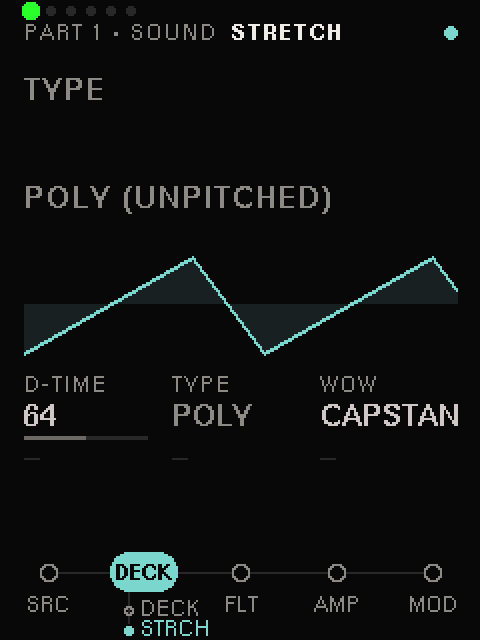 PART 1 · SOUND STRETCH
TYPE
POLY (UNPITCHED)
D-TIME TYPE WOW
64 POLY CAPSTAN
— — —
DECK
SRC FLT AMP MOD
DECK
STRCH